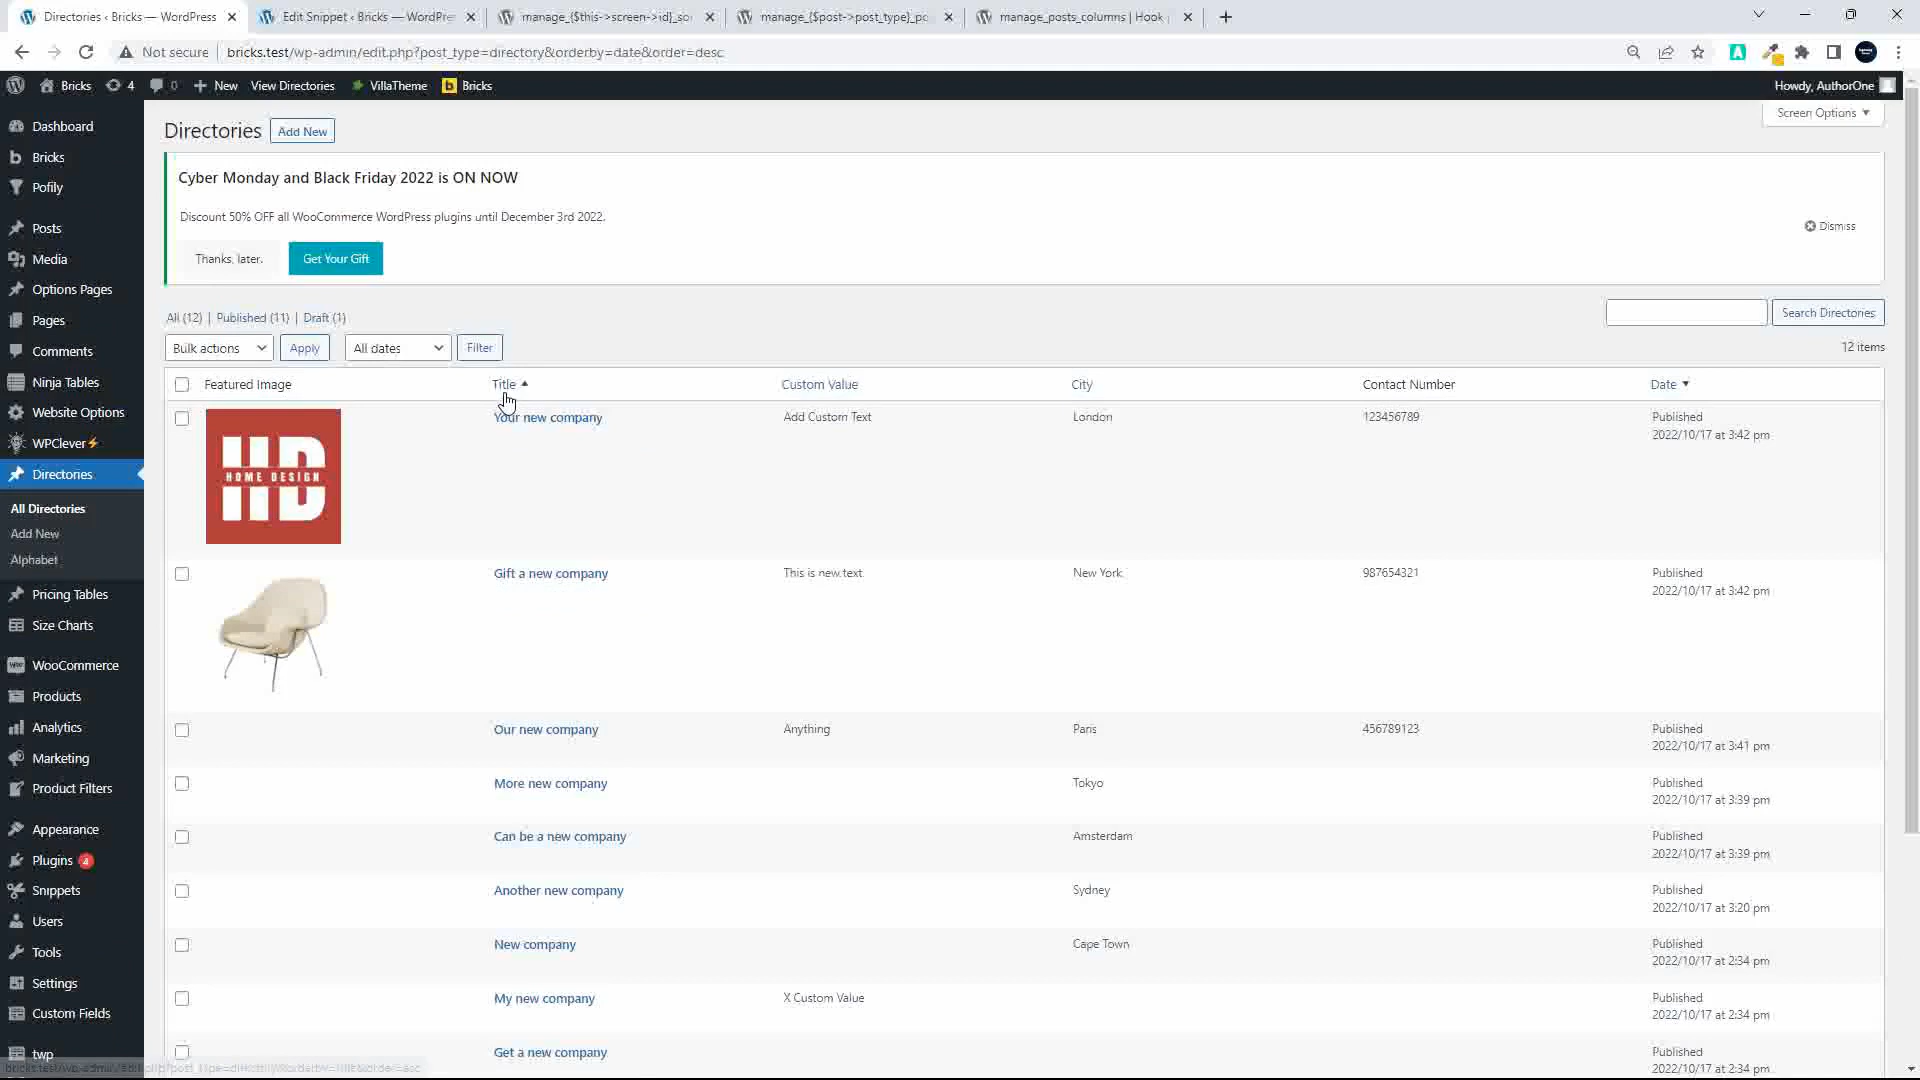 Directories ‹ Bricks — WordPress
Edit Snippet ‹ Bricks — WordPre
manage_{$this->screen->id}_so
manage_{$post->post_type}_po
manage_posts_columns | Hook
Not secure
bricks.test/wp-admin/edit.php?post_type=directory&orderby=date&order=desc
Bricks
4
0
New
View Directories
VillaTheme
b
Bricks
Howdy, AuthorOne
Dashboard
Bricks
Pofily
Posts
Media
Options Pages
Pages
Comments
Ninja Tables
Website Options
WPClever⚡
Directories
All Directories
Add New
Alphabet
Pricing Tables
Size Charts
WooCommerce
Products
Analytics
Marketing
Product Filters
Appearance
Plugins 4
Snippets
Users
Tools
Settings
Custom Fields
twp
Screen Options
Directories
Add New
Cyber Monday and Black Friday 2022 is ON NOW
Discount 50% OFF all WooCommerce WordPress plugins until December 3rd 2022.
Dismiss
Thanks, later.
Get Your Gift
All (12) | Published (11) | Draft (1)
Search Directories
Bulk actions
Apply
All dates
Filter
12 items
Featured Image
Title
Custom Value
City
Contact Number
Date
HD
HOME DESIGN
Your new company
Add Custom Text
London
123456789
Published
2022/10/17 at 3:42 pm
Gift a new company
This is new text
New York
987654321
Published
2022/10/17 at 3:42 pm
Our new company
Anything
Paris
456789123
Published
2022/10/17 at 3:41 pm
More new company
Tokyo
Published
2022/10/17 at 3:39 pm
Can be a new company
Amsterdam
Published
2022/10/17 at 3:39 pm
Another new company
Sydney
Published
2022/10/17 at 3:20 pm
New company
Cape Town
Published
2022/10/17 at 2:34 pm
My new company
X Custom Value
Published
2022/10/17 at 2:34 pm
Get a new company
Published
2022/10/17 at 2:34 pm